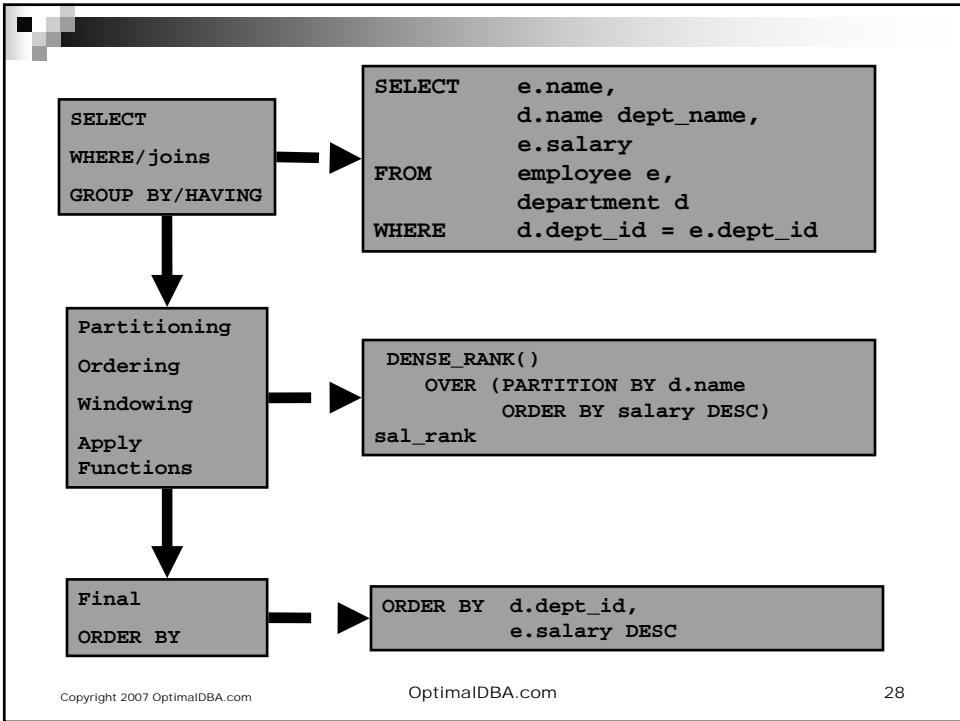 SELECT
WHERE/joins
GROUP BY/HAVING
SELECT e.name,
d.name dept_name,
e.salary
FROM employee e,
department d
WHERE d.dept_id = e.dept_id
Partitioning
Ordering
Windowing
Apply
Functions
DENSE_RANK()
OVER (PARTITION BY d.name
ORDER BY salary DESC)
sal_rank
Final
ORDER BY
ORDER BY d.dept_id,
e.salary DESC
Copyright 2007 OptimalDBA.com
OptimalDBA.com
28